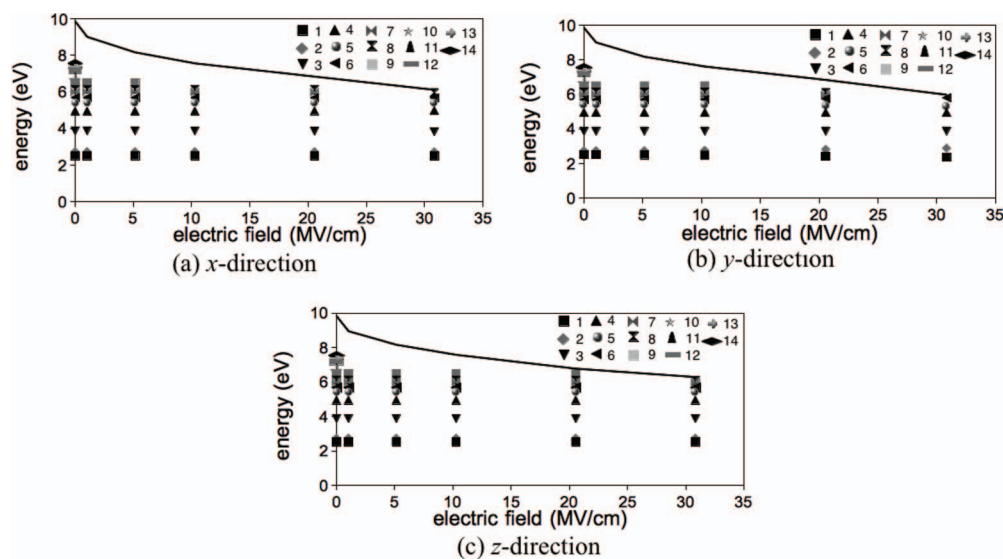 10
8
6
4
2
0
energy (eV)
1 4 7 10 13
2 5 8 11 14
3 6 9 12
0 5 10 15 20 25 30 35
electric field (MV/cm)
(a) x-direction
10
8
6
4
2
0
energy (eV)
1 4 7 10 13
2 5 8 11 14
3 6 9 12
0 5 10 15 20 25 30 35
electric field (MV/cm)
(b) y-direction
10
8
6
4
2
0
energy (eV)
1 4 7 10 13
2 5 8 11 14
3 6 9 12
0 5 10 15 20 25 30 35
electric field (MV/cm)
(c) z-direction